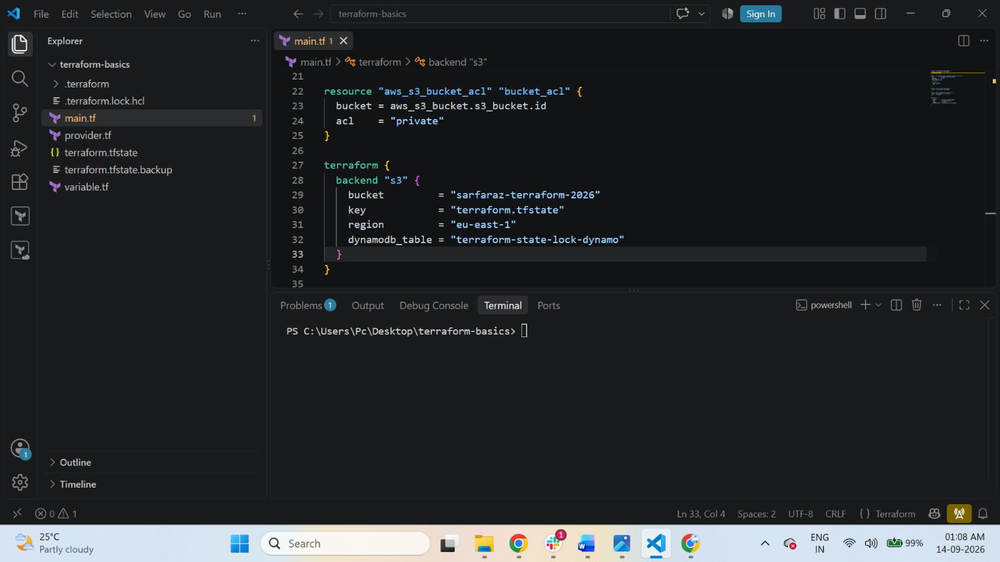 File Edit Selection View Go Run ···
terraform-basics
Sign In
Explorer
terraform-basics
.terraform
.terraform.lock.hcl
main.tf 1
provider.tf
terraform.tfstate
terraform.tfstate.backup
variable.tf
Outline
Timeline
main.tf 1
main.tf > terraform > backend "s3"
21
22 resource "aws_s3_bucket_acl" "bucket_acl" {
23 bucket = aws_s3_bucket.s3_bucket.id
24 acl    = "private"
25 }
26
27 terraform {
28 backend "s3" {
29 bucket         = "sarfaraz-terraform-2026"
30 key            = "terraform.tfstate"
31 region         = "eu-east-1"
32 dynamodb_table = "terraform-state-lock-dynamo"
33 }
34 }
35
Problems 1 Output Debug Console Terminal Ports
powershell
PS C:\Users\Pc\Desktop\terraform-basics>
1
0 1
Ln 33, Col 4 Spaces: 2 UTF-8 CRLF { } Terraform
25°C
Partly cloudy
Search
1
ENG
IN
99%
01:08 AM
14-09-2026